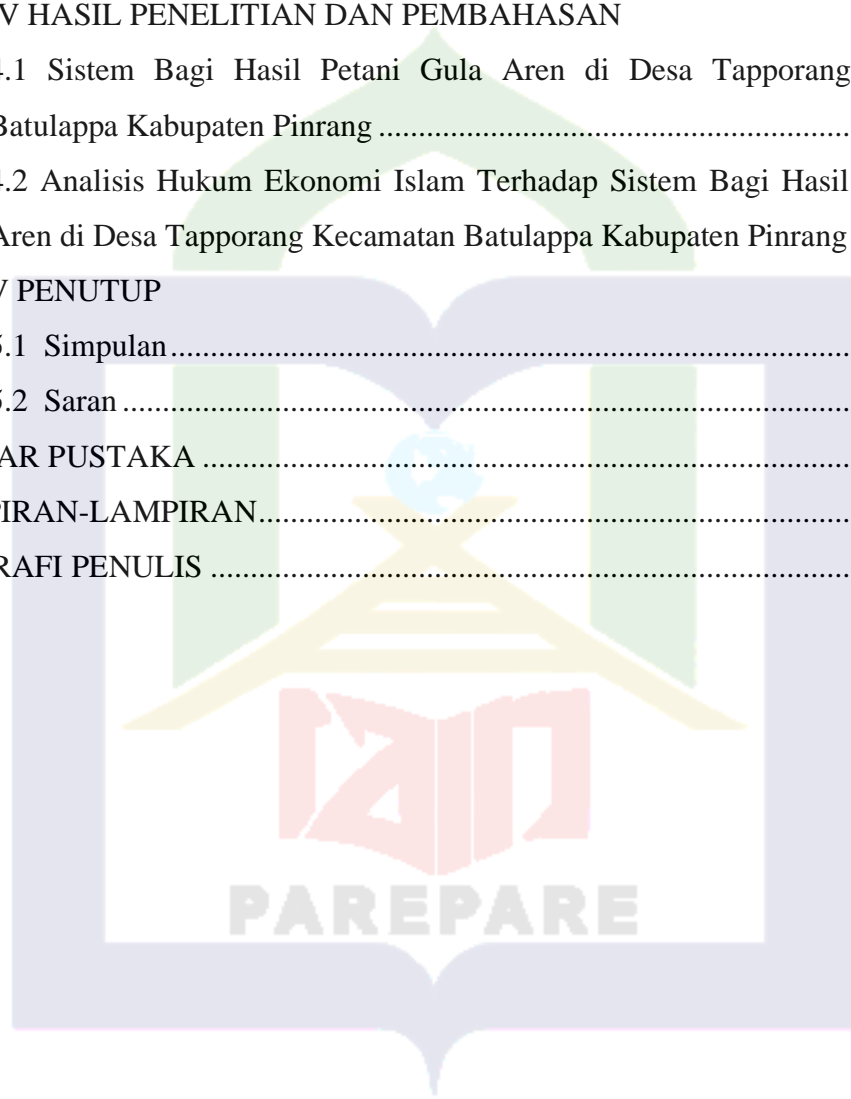 V HASIL PENELITIAN DAN PEMBAHASAN
4.1 Sistem Bagi Hasil Petani Gula Aren di Desa Tapporang
Batulappa Kabupaten Pinrang ....................................................................
4.2 Analisis Hukum Ekonomi Islam Terhadap Sistem Bagi Hasil
Aren di Desa Tapporang Kecamatan Batulappa Kabupaten Pinrang
V PENUTUP
5.1 Simpulan...............................................................................................
5.2 Saran .....................................................................................................
AR PUSTAKA ..........................................................................................
PIRAN-LAMPIRAN..................................................................................
RAFI PENULIS .........................................................................................
iain
PAREPARE